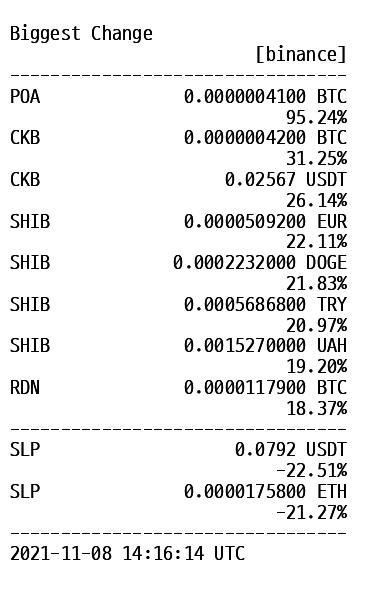 Biggest Change
[binance]
---------------------------------
POA 0.0000004100 BTC
95.24%
CKB 0.0000004200 BTC
31.25%
CKB 0.02567 USDT
26.14%
SHIB 0.0000509200 EUR
22.11%
SHIB 0.0002232000 DOGE
21.83%
SHIB 0.0005686800 TRY
20.97%
SHIB 0.0015270000 UAH
19.20%
RDN 0.0000117900 BTC
18.37%
---------------------------------
SLP 0.0792 USDT
-22.51%
SLP 0.0000175800 ETH
-21.27%
---------------------------------
2021-11-08 14:16:14 UTC